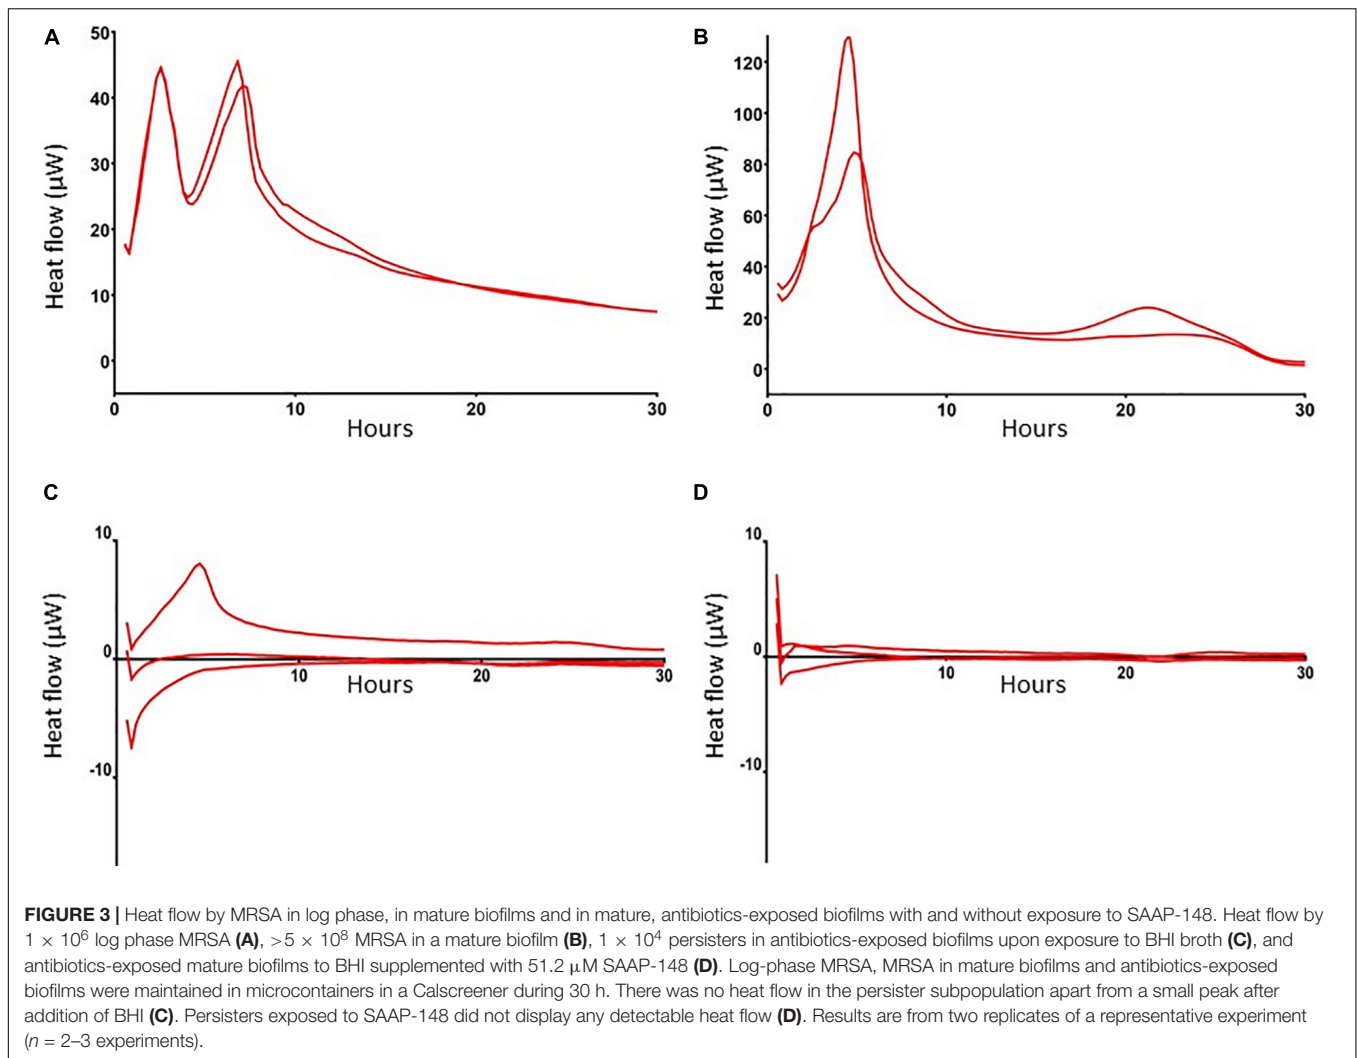 A
50
40
30
20
10
0
Heat flow (µW)
0 10 20 30
Hours
B
120
100
80
60
40
20
0
Heat flow (µW)
0 10 20 30
Hours
C
10
0
-10
Heat flow (µW)
10 20 30
Hours
D
10
0
-10
Heat flow (µW)
10 20 30
Hours
FIGURE 3 | Heat flow by MRSA in log phase, in mature biofilms and in mature, antibiotics-exposed biofilms with and without exposure to SAAP-148. Heat flow by
1 × 10⁶ log phase MRSA (A), >5 × 10⁸ MRSA in a mature biofilm (B), 1 × 10⁴ persisters in antibiotics-exposed biofilms upon exposure to BHI broth (C), and
antibiotics-exposed mature biofilms to BHI supplemented with 51.2 µM SAAP-148 (D). Log-phase MRSA, MRSA in mature biofilms and antibiotics-exposed
biofilms were maintained in microcontainers in a Calscreener during 30 h. There was no heat flow in the persister subpopulation apart from a small peak after
addition of BHI (C). Persisters exposed to SAAP-148 did not display any detectable heat flow (D). Results are from two replicates of a representative experiment
(n = 2–3 experiments).